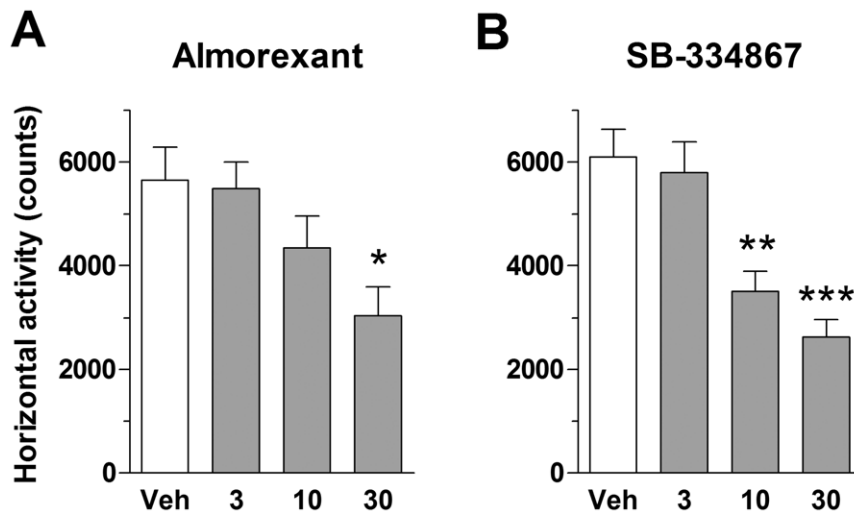 A
Almorexant
Horizontal activity (counts)
6000
4000
2000
0
*
Veh 3 10 30
B
SB-334867
6000
4000
2000
0
**
***
Veh 3 10 30